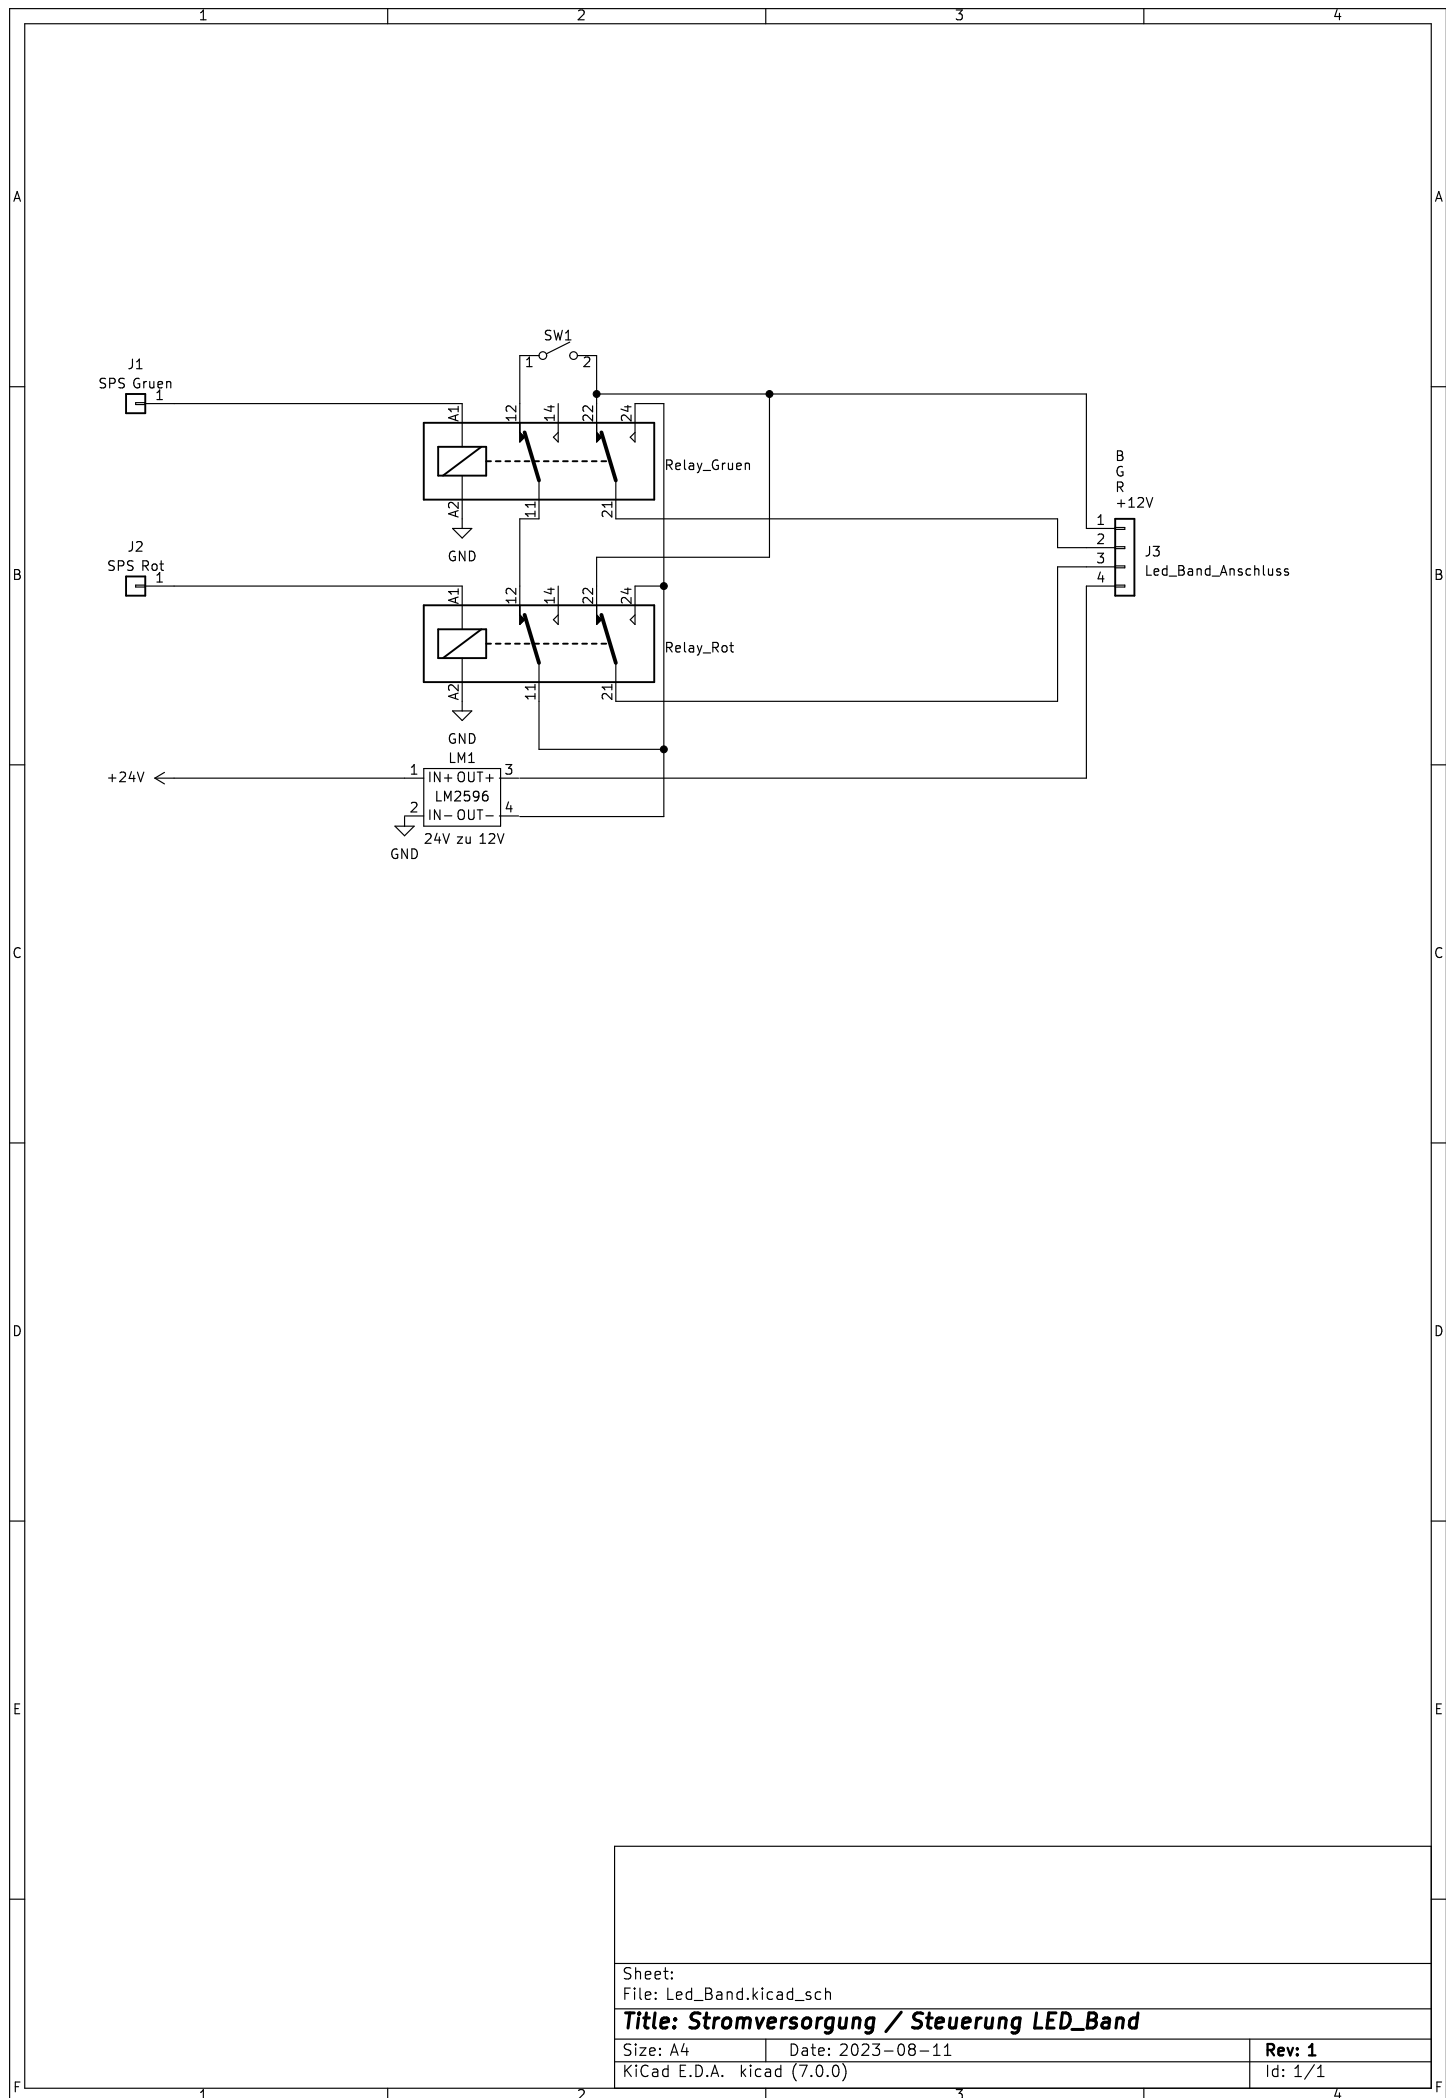 1 2 3 4
A A
SW1
1 2
J1
SPS Gruen
1
A1 12 14 22 24
Relay_Gruen
A2 11 21
GND
B
G
R
+12V
1
2
3
4
J3
Led_Band_Anschluss
J2
SPS Rot
1
B B
A1 12 14 22 24
Relay_Rot
A2 11 21
GND
LM1
+24V
1 IN+ OUT+ 3
LM2596
2 IN- OUT- 4
24V zu 12V
GND
C C
D D
E E
Sheet:
File: Led_Band.kicad_sch
Title: Stromversorgung / Steuerung LED_Band
Size: A4 Date: 2023-08-11 Rev: 1
KiCad E.D.A. kicad (7.0.0) Id: 1/1
F F
1 2 3 4